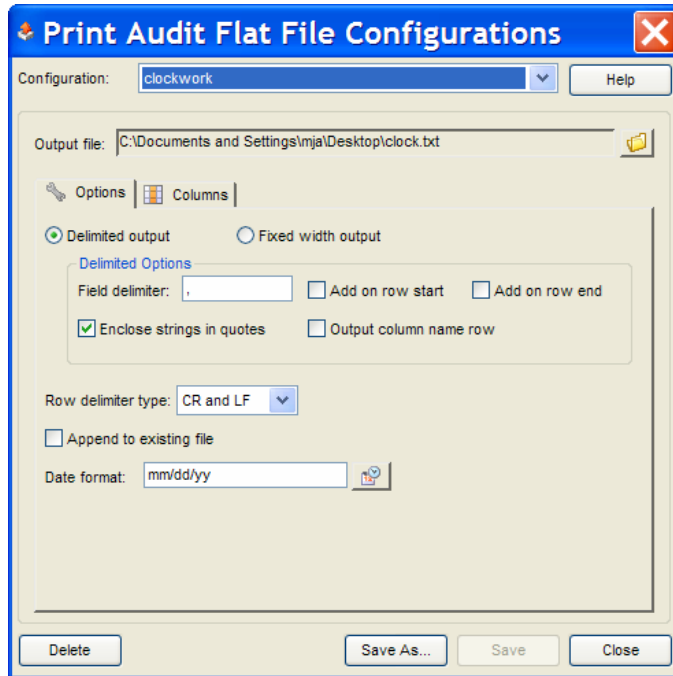 Print Audit Flat File Configurations
Configuration: clockwork Help
Output file: C:\Documents and Settings\mja\Desktop\clock.txt
Options Columns
Delimited output Fixed width output
Delimited Options
Field delimiter: , Add on row start Add on row end
Enclose strings in quotes Output column name row
Row delimiter type: CR and LF
Append to existing file
Date format: mm/dd/yy
Delete Save As... Save Close